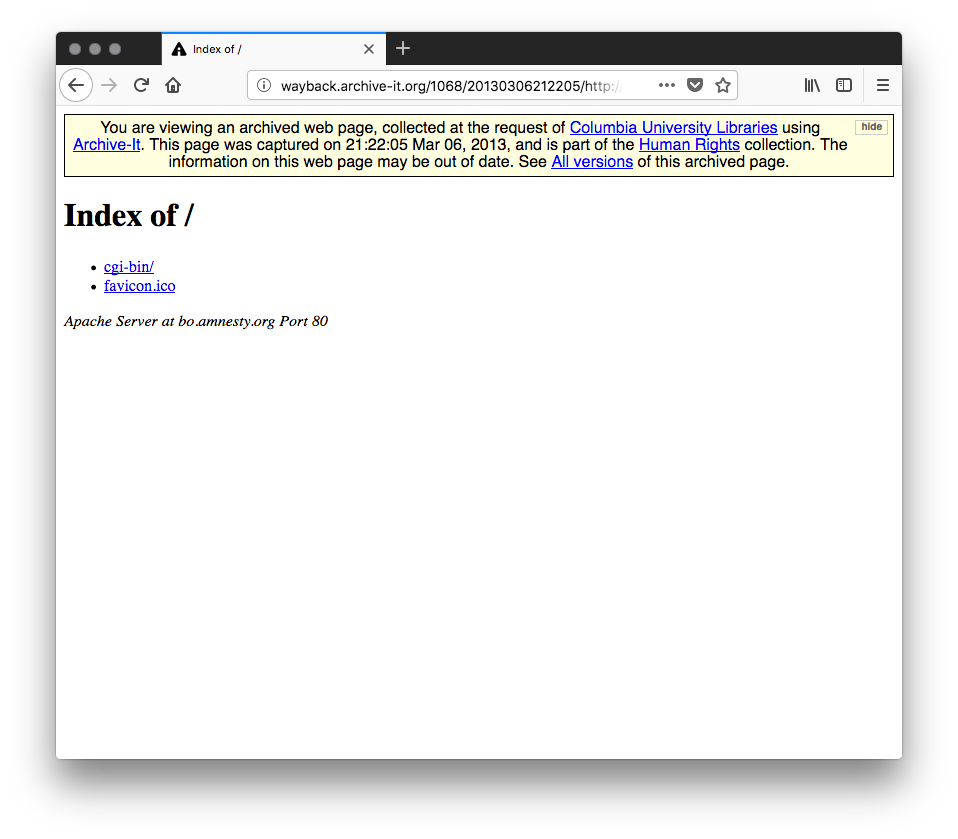 Index of /
wayback.archive-it.org/1068/20130306212205/http:/
You are viewing an archived web page, collected at the request of Columbia University Libraries using
hide
Archive-It. This page was captured on 21:22:05 Mar 06, 2013, and is part of the Human Rights collection. The
information on this web page may be out of date. See All versions of this archived page.
Index of /
• cgi-bin/
• favicon.ico
Apache Server at bo.amnesty.org Port 80